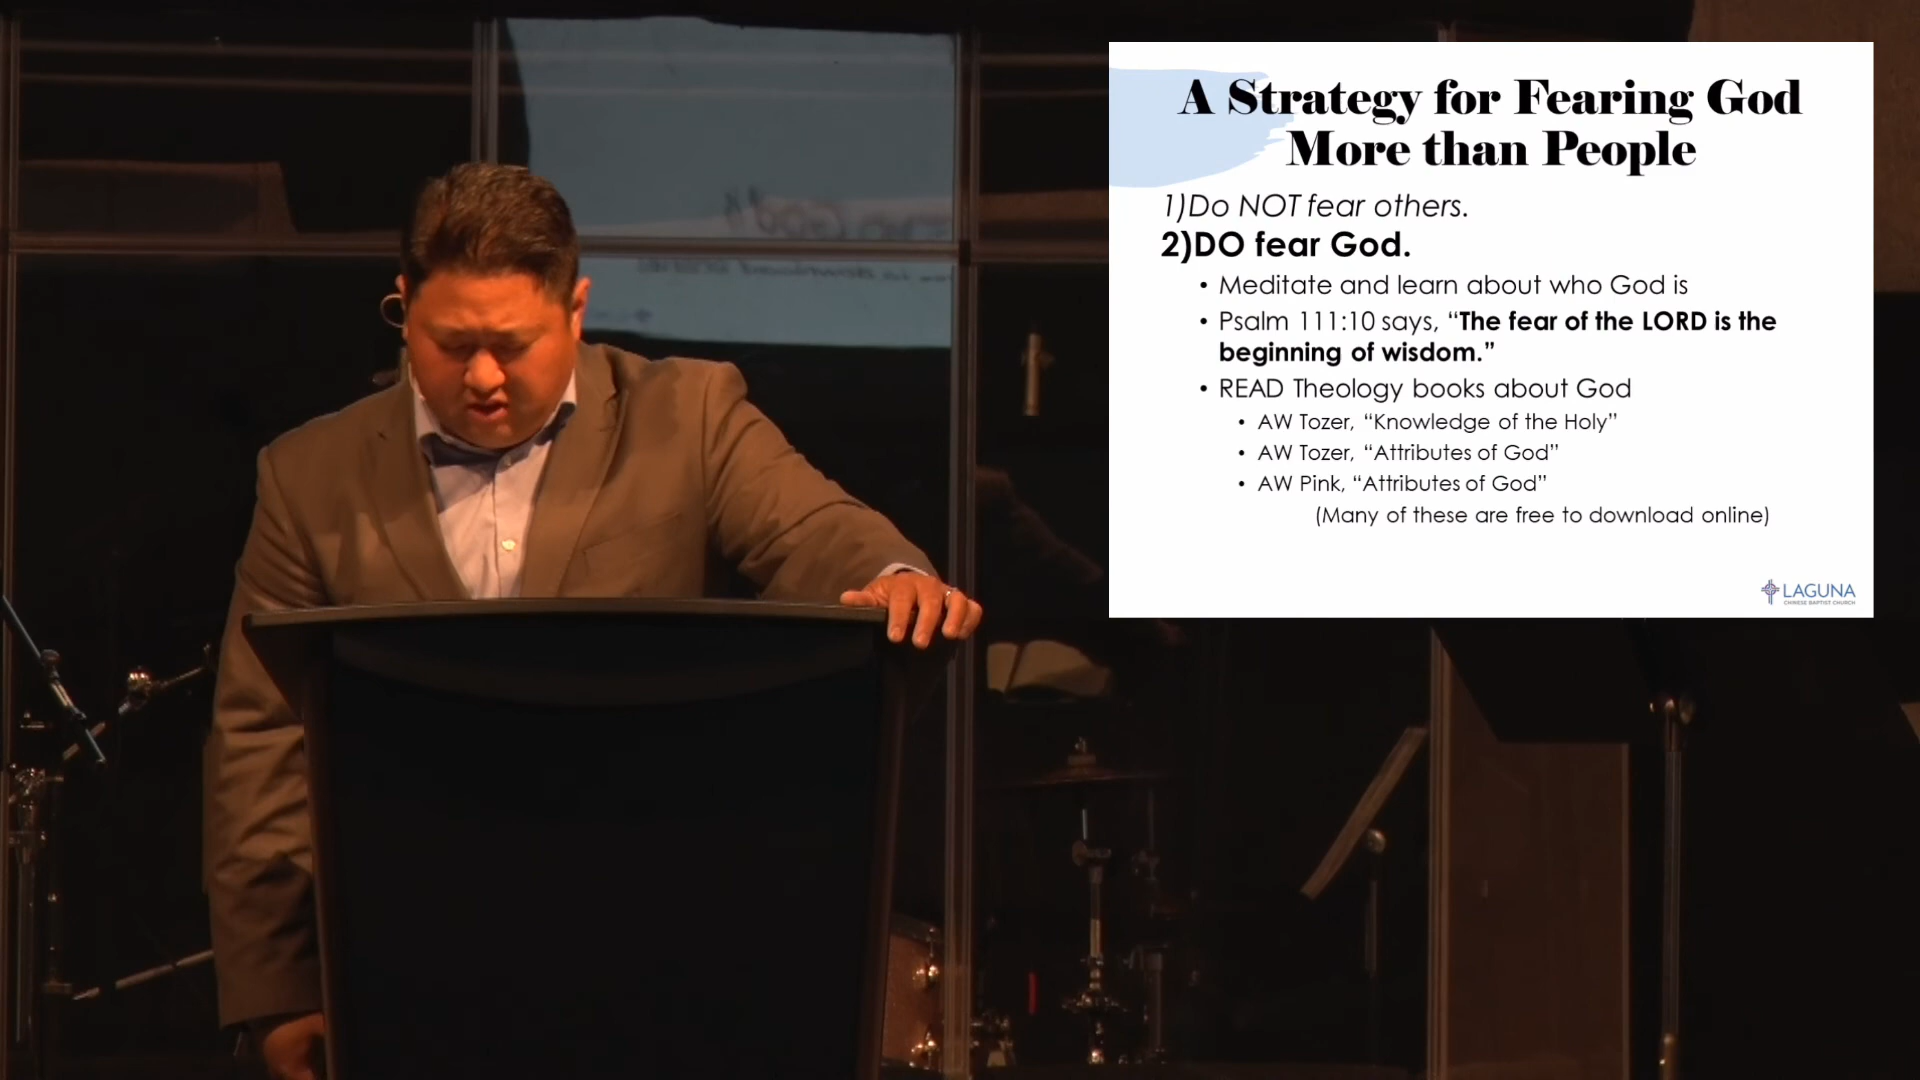 A Strategy for Fearing God
More than People
1)Do NOT fear others.
2)DO fear God.
• Meditate and learn about who God is
• Psalm 111:10 says, “The fear of the LORD is the
beginning of wisdom.”
• READ Theology books about God
• AW Tozer, “Knowledge of the Holy”
• AW Tozer, “Attributes of God”
• AW Pink, “Attributes of God”
(Many of these are free to download online)
LAGUNA
CHINESE BAPTIST CHURCH